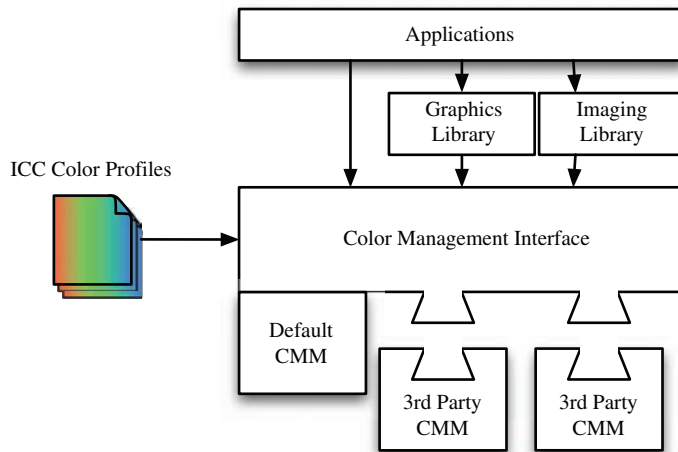 Applications
Graphics
Library
Imaging
Library
ICC Color Profiles
Color Management Interface
Default
CMM
3rd Party
CMM
3rd Party
CMM